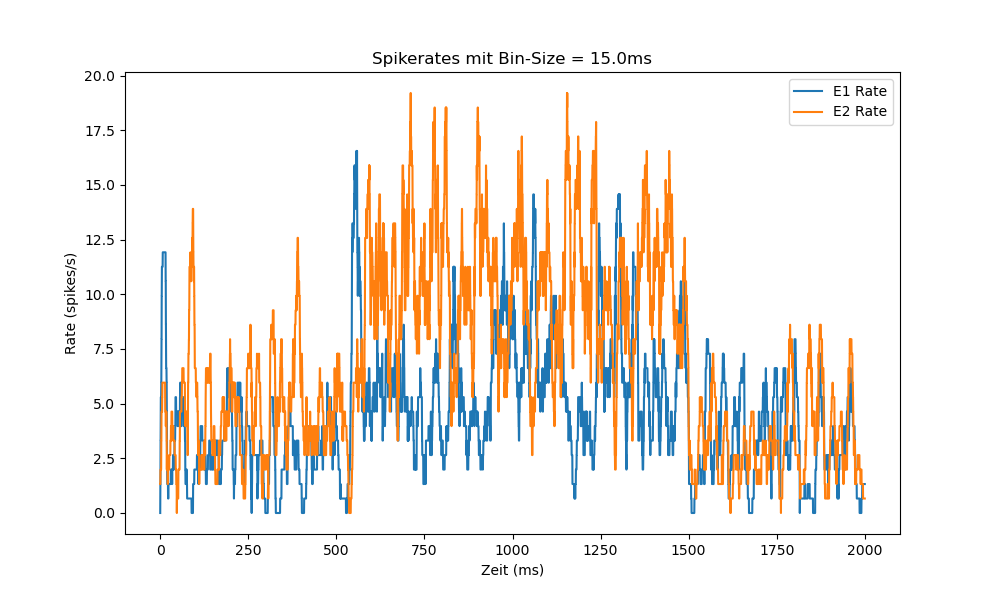 Spikerates mit Bin-Size = 15.0ms
E1 Rate
E2 Rate
Rate (spikes/s)
20.0
17.5
15.0
12.5
10.0
7.5
5.0
2.5
0.0
0 250 500 750 1000 1250 1500 1750 2000
Zeit (ms)